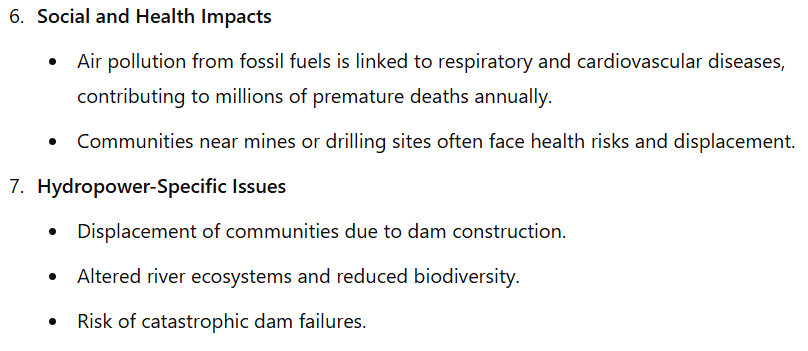 6. Social and Health Impacts
• Air pollution from fossil fuels is linked to respiratory and cardiovascular diseases,
contributing to millions of premature deaths annually.
• Communities near mines or drilling sites often face health risks and displacement.
7. Hydropower-Specific Issues
• Displacement of communities due to dam construction.
• Altered river ecosystems and reduced biodiversity.
• Risk of catastrophic dam failures.